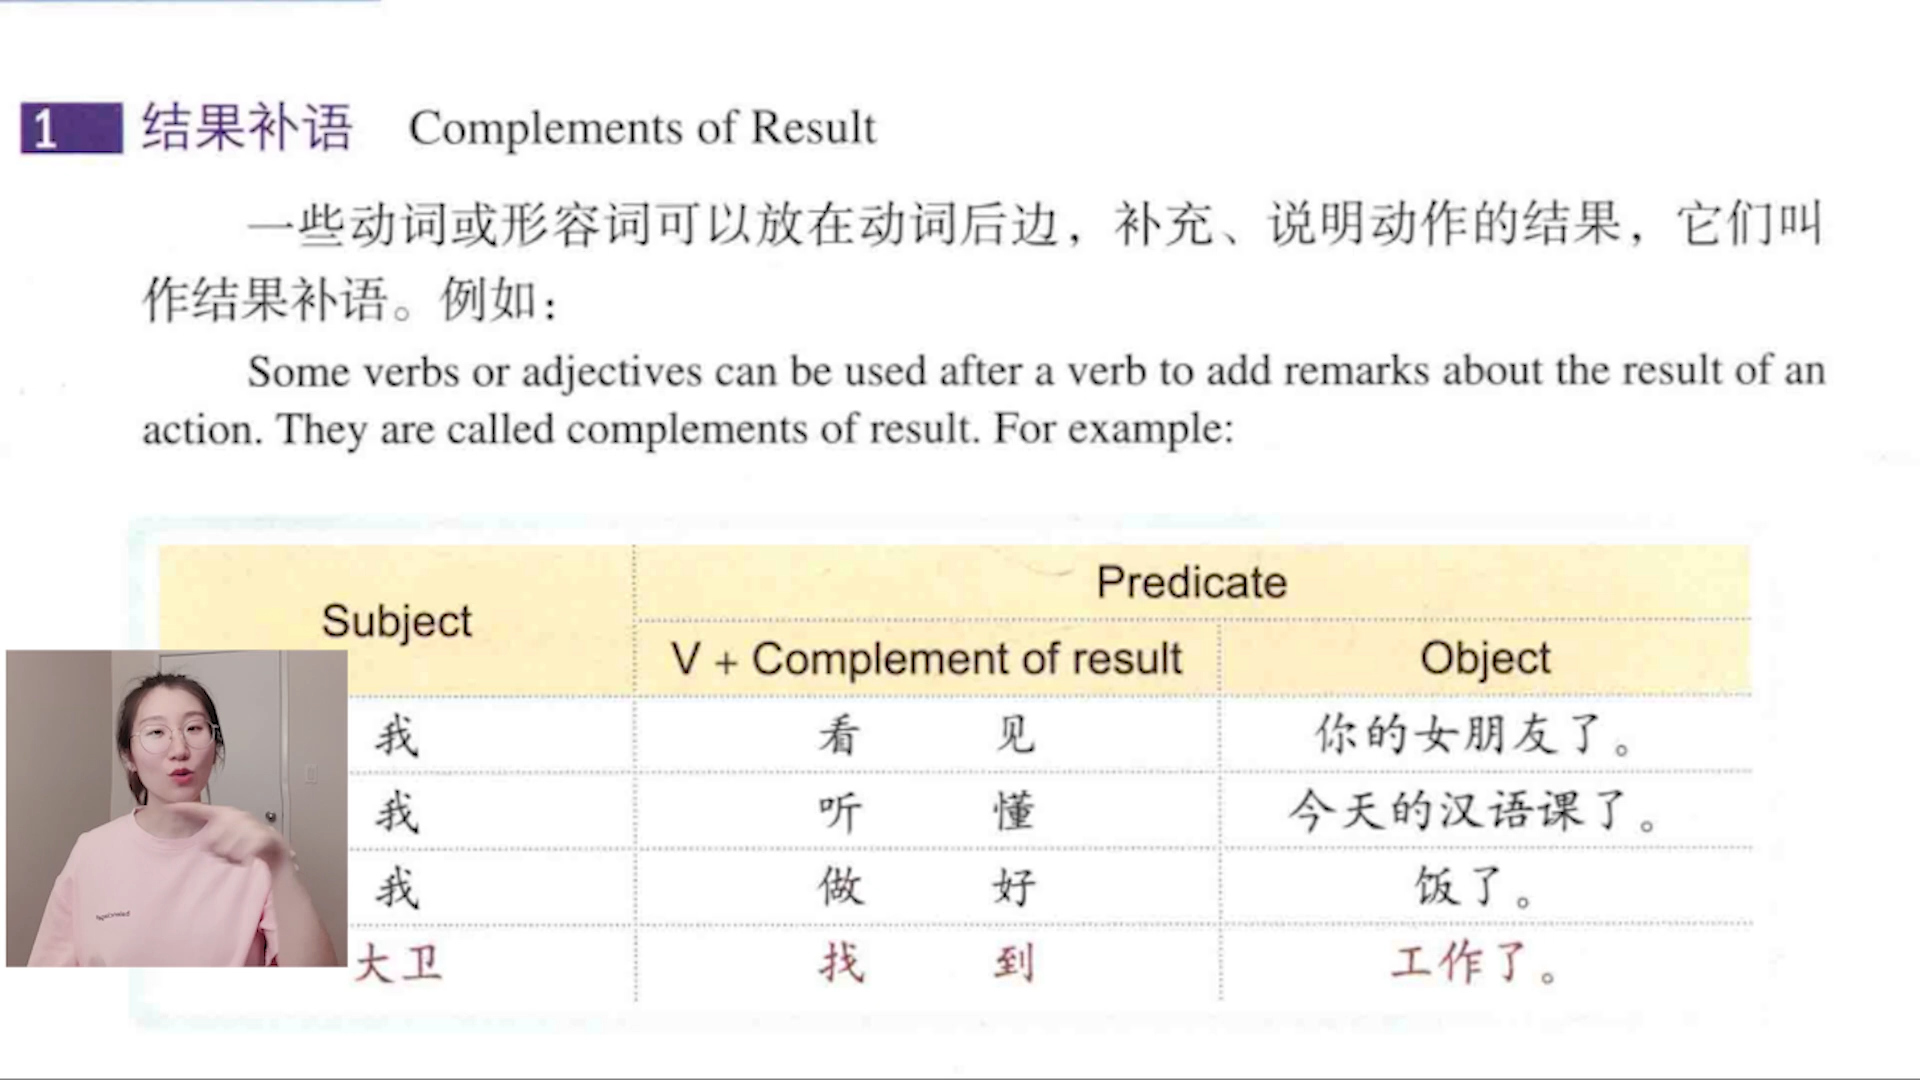 1 结果补语 Complements of Result
一些动词或形容词可以放在动词后边，补充、说明动作的结果，它们叫
作结果补语。例如：
Some verbs or adjectives can be used after a verb to add remarks about the result of an
action. They are called complements of result. For example:
Subject
Predicate
V + Complement of result
Object
我 看 见 你的女朋友了。
我 听 懂 今天的汉语课了。
我 做 好 饭了。
大卫 找 到 工作了。